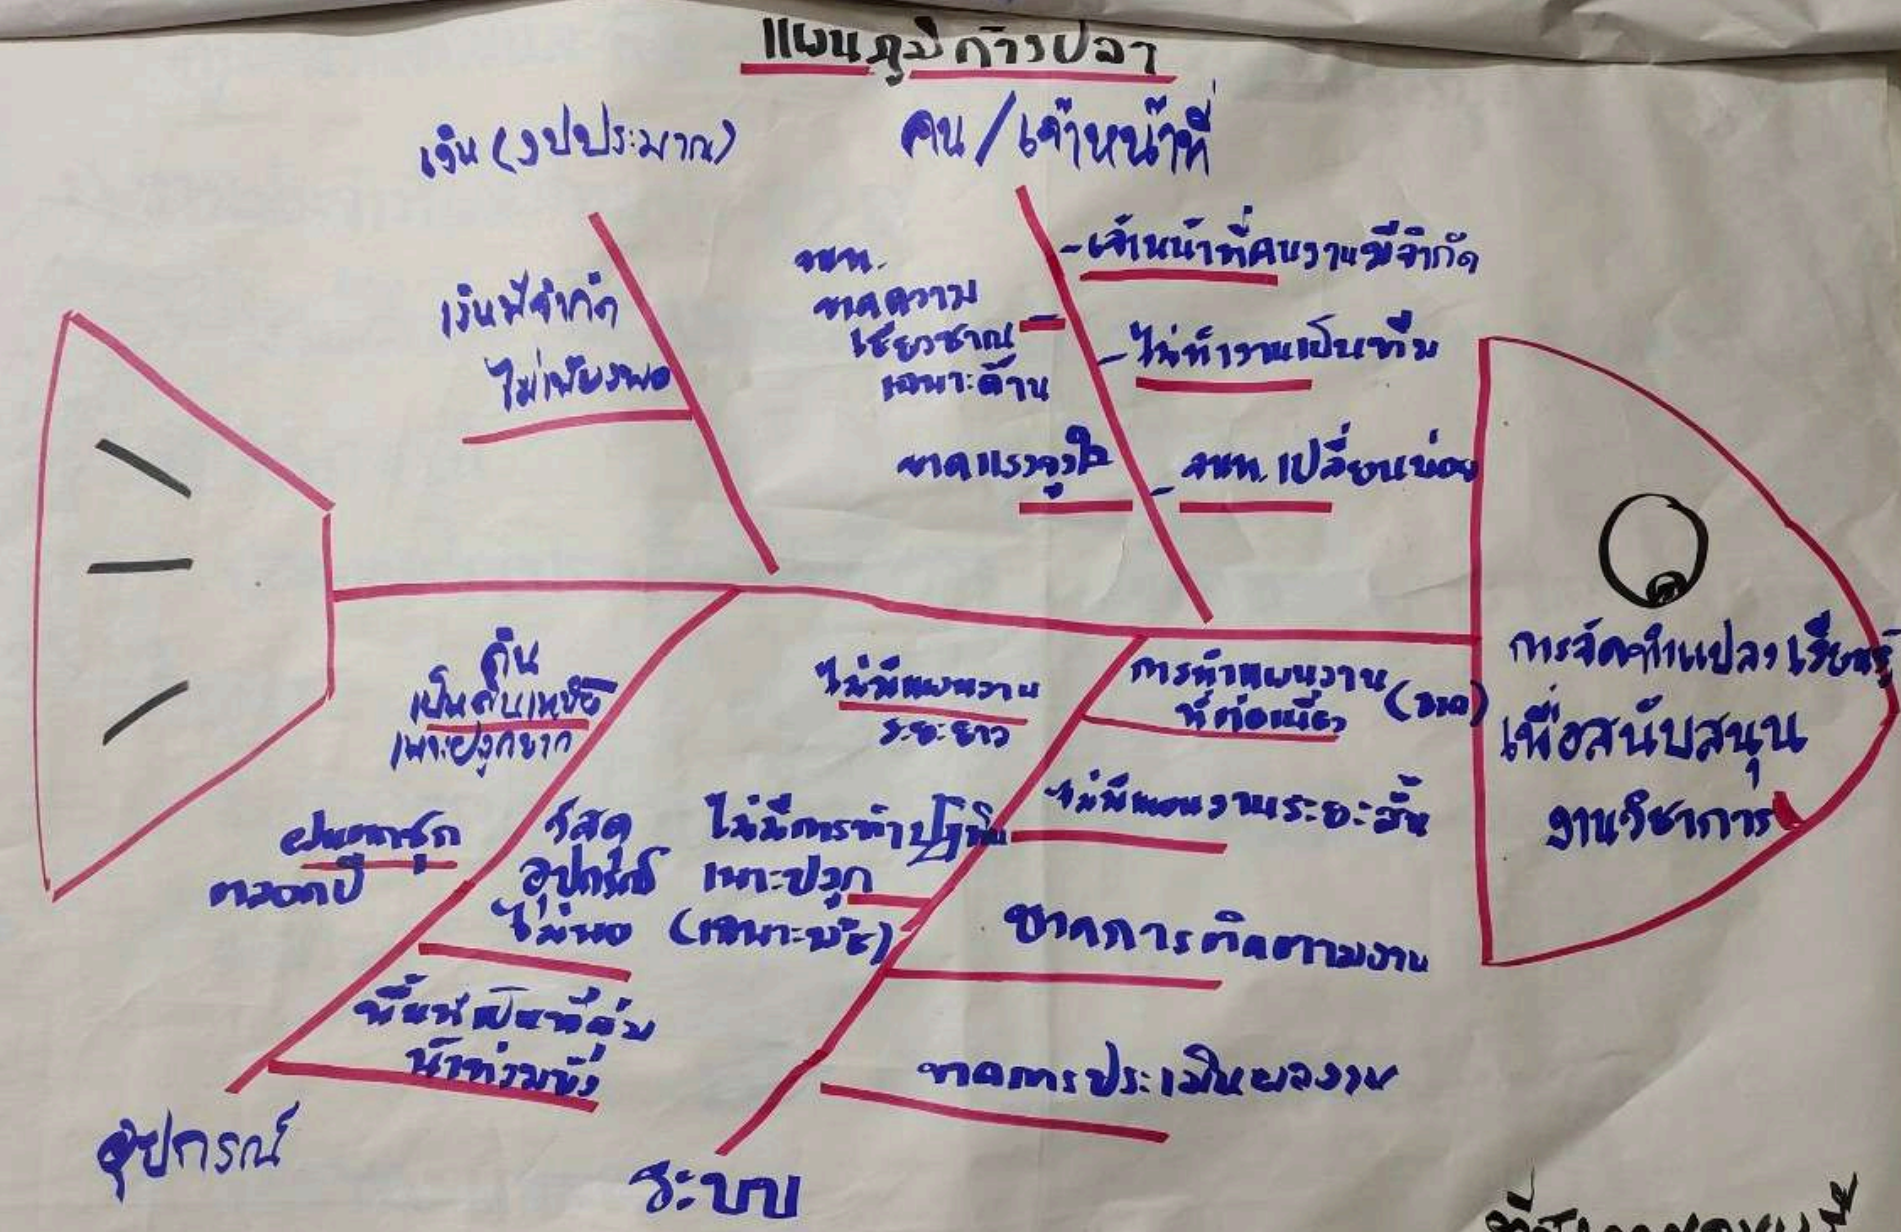 แผนภูมิก้างปลา
เงิน (งปประมาณ)
คน/เจ้าหน้าที่
เงินมีจำกัด
ไม่เพียงพอ
จนท.
ขาดความ
เชี่ยวชาญ
เฉพาะด้าน
ขาดแรงจูงใจ
- เจ้าหน้าที่คนงานมีจำกัด
- ไม่ทำงานเป็นทีม
- จนท. เปลี่ยนบ่อย
การจัดทำแปลงเรียนรู้
เพื่อสนับสนุน
งานวิชาการ
ดิน
เป็นดินเหนียว
เพาะปลูกยาก
ฝนตกชุก
ตลอดปี
วัสดุ
อุปกรณ์
ไม่พอ
พื้นที่เป็นที่ลุ่ม
น้ำท่วมขัง
อุปกรณ์
ไม่มีแผนงาน
ระยะยาว
ไม่มีการทำปฏิทิน
เพาะปลูก
(เฉพาะพืช)
การทำแผนงาน
ที่ต่อเนื่อง (ขาด)
ไม่มีแผนงานระยะสั้น
ขาดการติดตามงาน
ขาดการประเมินผลงาน
ระบบ